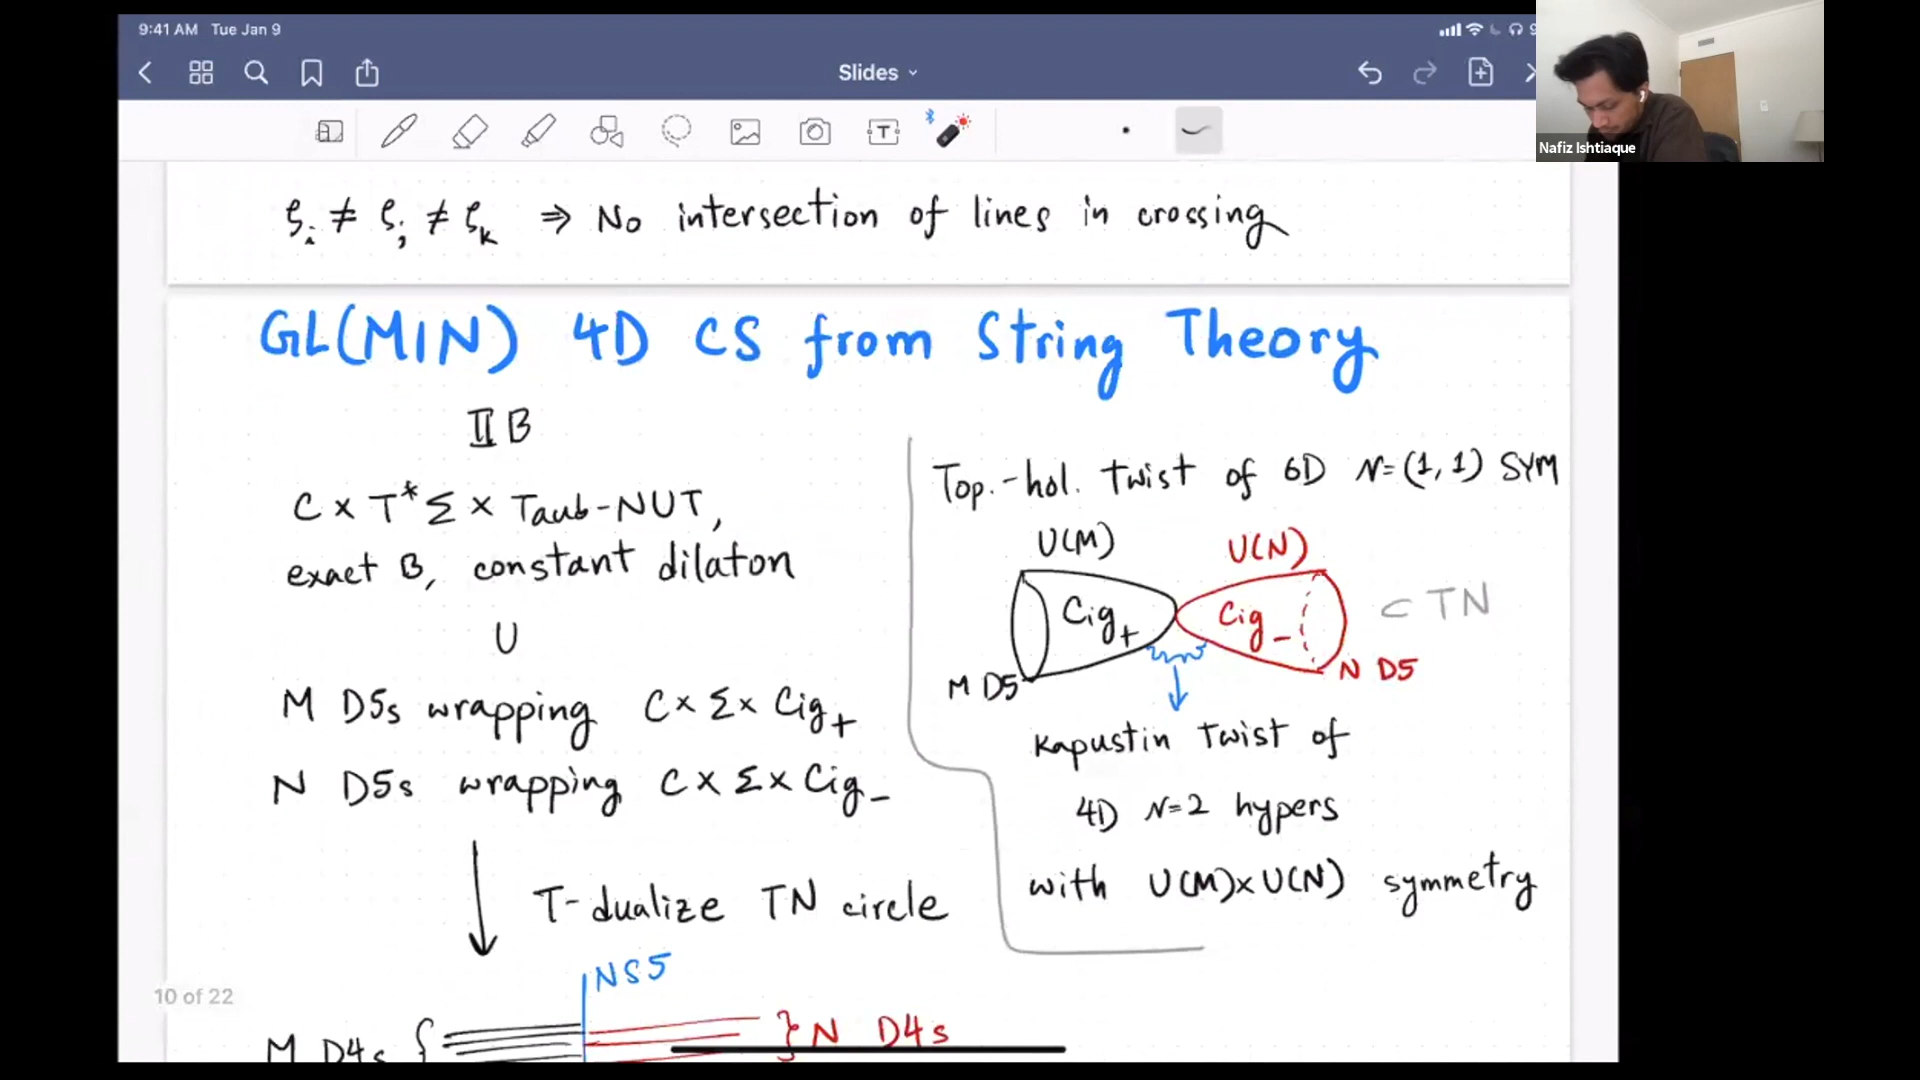 9:41 AM Tue Jan 9
Slides
T
Nafiz Ishtiaque
ξi ≠ ξj ≠ ξk ⇒ No intersection of lines in crossing
GL(M|N) 4D CS from String Theory
IIB
C × T*Σ × Taub-NUT,
exact B, constant dilaton
∪
M D5s wrapping C × Σ × Cig+
N D5s wrapping C × Σ × Cig−
T-dualize TN circle
Top.-hol. twist of 6D N=(1,1) SYM
U(M) U(N)
Cig+ Cig− ⊂ TN
M D5 N D5
Kapustin twist of
4D N=2 hypers
with U(M)×U(N) symmetry
NS5
10 of 22
M D4s { } N D4s